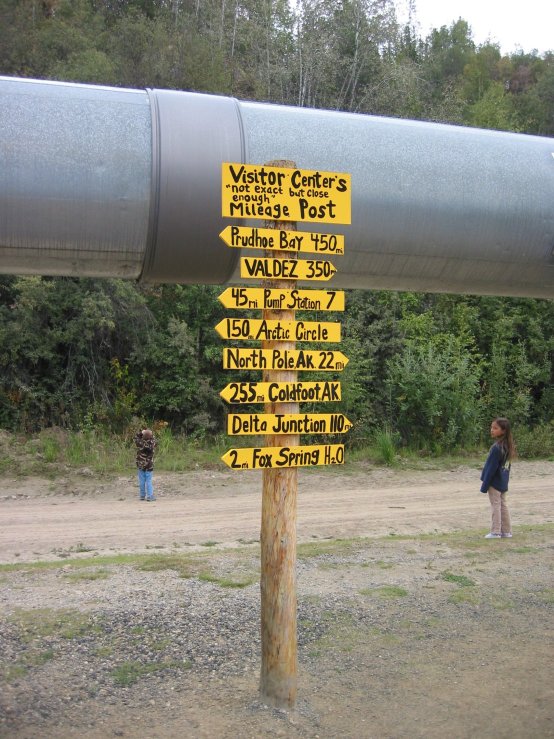 Visitor Center's
"not exact but close
enough"
Mileage Post
Prudhoe Bay 450mi
VALDEZ 350mi
45mi Pump Station 7
150mi Arctic Circle
North Pole, AK 22mi
255mi Coldfoot AK
Delta Junction 110mi
2mi Fox Spring H2O